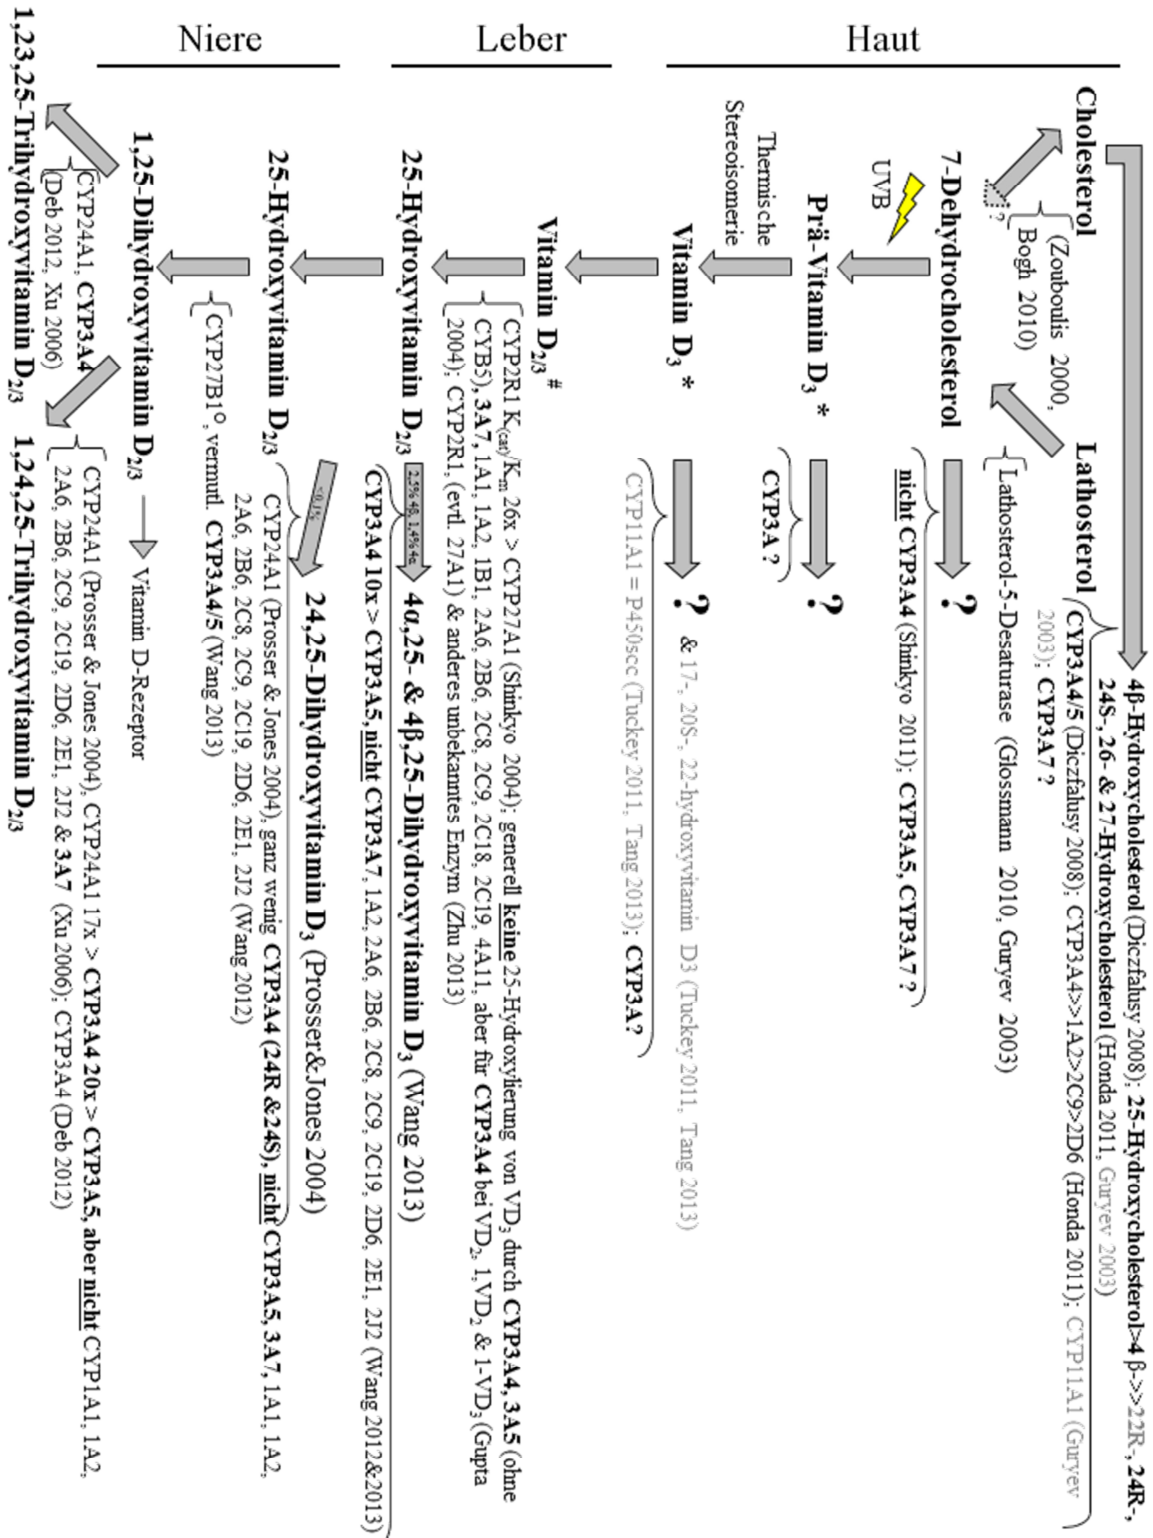 Haut
Leber
Niere
4β-Hydroxycholesterol (Diczfalusy 2008); 25-Hydroxycholesterol>4 β->>22R-, 24R-,
24S-, 26- & 27-Hydroxycholesterol (Honda 2011, Guryev 2003)
Cholesterol
Lathosterol
CYP3A4/5 (Diczfalusy 2008); CYP3A4>>1A2>2C9>2D6 (Honda 2011); CYP11A1 (Guryev
2003); CYP3A7 ?
(Zouboulis 2000,
Bogh 2010)
?
Lathosterol-5-Desaturase (Glossmann 2010, Guryev 2003)
7-Dehydrocholesterol
?
nicht CYP3A4 (Shinkyo 2011); CYP3A5, CYP3A7 ?
UVB
Prä-Vitamin D3 *
?
CYP3A ?
Thermische
Stereoisomerie
Vitamin D3 *
? & 17-, 20S-, 22-hydroxyvitamin D3 (Tuckey 2011, Tang 2013)
CYP11A1 = P450scc (Tuckey 2011, Tang 2013); CYP3A?
Vitamin D2/3 #
CYP2R1 K(cat)/Km 26x > CYP27A1 (Shinkyo 2004); generell keine 25-Hydroxylierung von VD3 durch CYP3A4, 3A5 (ohne
CYB5), 3A7, 1A1, 1A2, 1B1, 2A6, 2B6, 2C8, 2C9, 2C18, 2C19, 4A11, aber für CYP3A4 bei VD2, 1,VD2 & 1-VD3 (Gupta
2004); CYP2R1, (evtl. 27A1) & anderes unbekanntes Enzym (Zhu 2013)
25-Hydroxyvitamin D2/3
2,5% 4β, 1,4% 4α
4α,25- & 4β,25-Dihydroxyvitamin D3 (Wang 2013)
CYP3A4 10x > CYP3A5, nicht CYP3A7, 1A2, 2A6, 2B6, 2C8, 2C9, 2C19, 2D6, 2E1, 2J2 (Wang 2012&2013)
25-Hydroxyvitamin D2/3
24,25-Dihydroxyvitamin D3 (Prosser&Jones 2004)
CYP24A1 (Prosser & Jones 2004), ganz wenig CYP3A4 (24R &24S), nicht CYP3A5, 3A7, 1A1, 1A2,
2A6, 2B6, 2C8, 2C9, 2C19, 2D6, 2E1, 2J2 (Wang 2012)
CYP27B1O, vermutl. CYP3A4/5 (Wang 2013)
1,25-Dihydroxyvitamin D2/3
Vitamin D-Rezeptor
CYP24A1, CYP3A4
(Deb 2012, Xu 2006)
CYP24A1 (Prosser & Jones 2004), CYP24A1 17x > CYP3A4 20x > CYP3A5, aber nicht CYP1A1, 1A2,
2A6, 2B6, 2C9, 2C19, 2D6, 2E1, 2J2 & 3A7 (Xu 2006); CYP3A4 (Deb 2012)
1,23,25-Trihydroxyvitamin D2/3
1,24,25-Trihydroxyvitamin D2/3